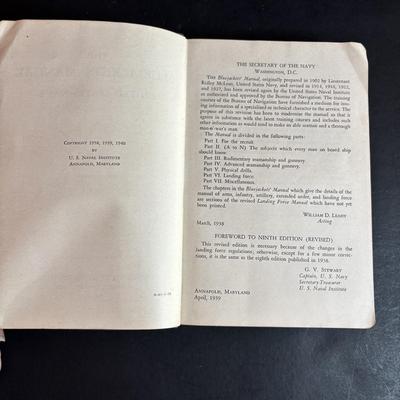 Copyright 1938, 1939, 1940
BY
U. S. NAVAL INSTITUTE
ANNAPOLIS, MARYLAND
THE SECRETARY OF THE NAVY
WASHINGTON, D.C.
The Bluejackets' Manual, originally prepared in 1902 by Lieutenant
Ridley McLean, United States Navy, and revised in 1914, 1916, 1922,
and 1927, has been revised again by the United States Naval Institute
as authorized and approved by the Bureau of Navigation. The training
courses of the Bureau of Navigation have furnished a medium for issu-
ing information of a specialized or technical character to the service. The
purpose of this revision has been to modernize the manual so that it
agrees in substance with the latest training courses and includes such
other information as would tend to make an able seaman and a thorough
man-o'-war's man.
The Manual is divided in the following parts:
Part I. For the recruit.
Part II. (A to N) The subjects which every man on board ship
should know.
Part III. Rudimentary seamanship and gunnery.
Part IV. Advanced seamanship and gunnery.
Part V. Physical drills.
Part VI. Landing force.
Part VII. Miscellaneous.
The chapters in the Bluejackets' Manual which give the details of the
manual of arms, infantry, artillery, extended order, and landing force
are sections of the revised Landing Force Manual which have not yet
been printed.
WILLIAM D. LEAHY
Acting
March, 1938
FOREWORD TO NINTH EDITION (REVISED)
This revised edition is necessary because of the changes in the
landing force regulations; otherwise, except for a few minor
corrections, it is the same as the eighth edition published in 1938.
G. V. STEWART
Captain, U. S. Navy
Secretary-Treasurer
U. S. Naval Institute
ANNAPOLIS, MARYLAND
April, 1939